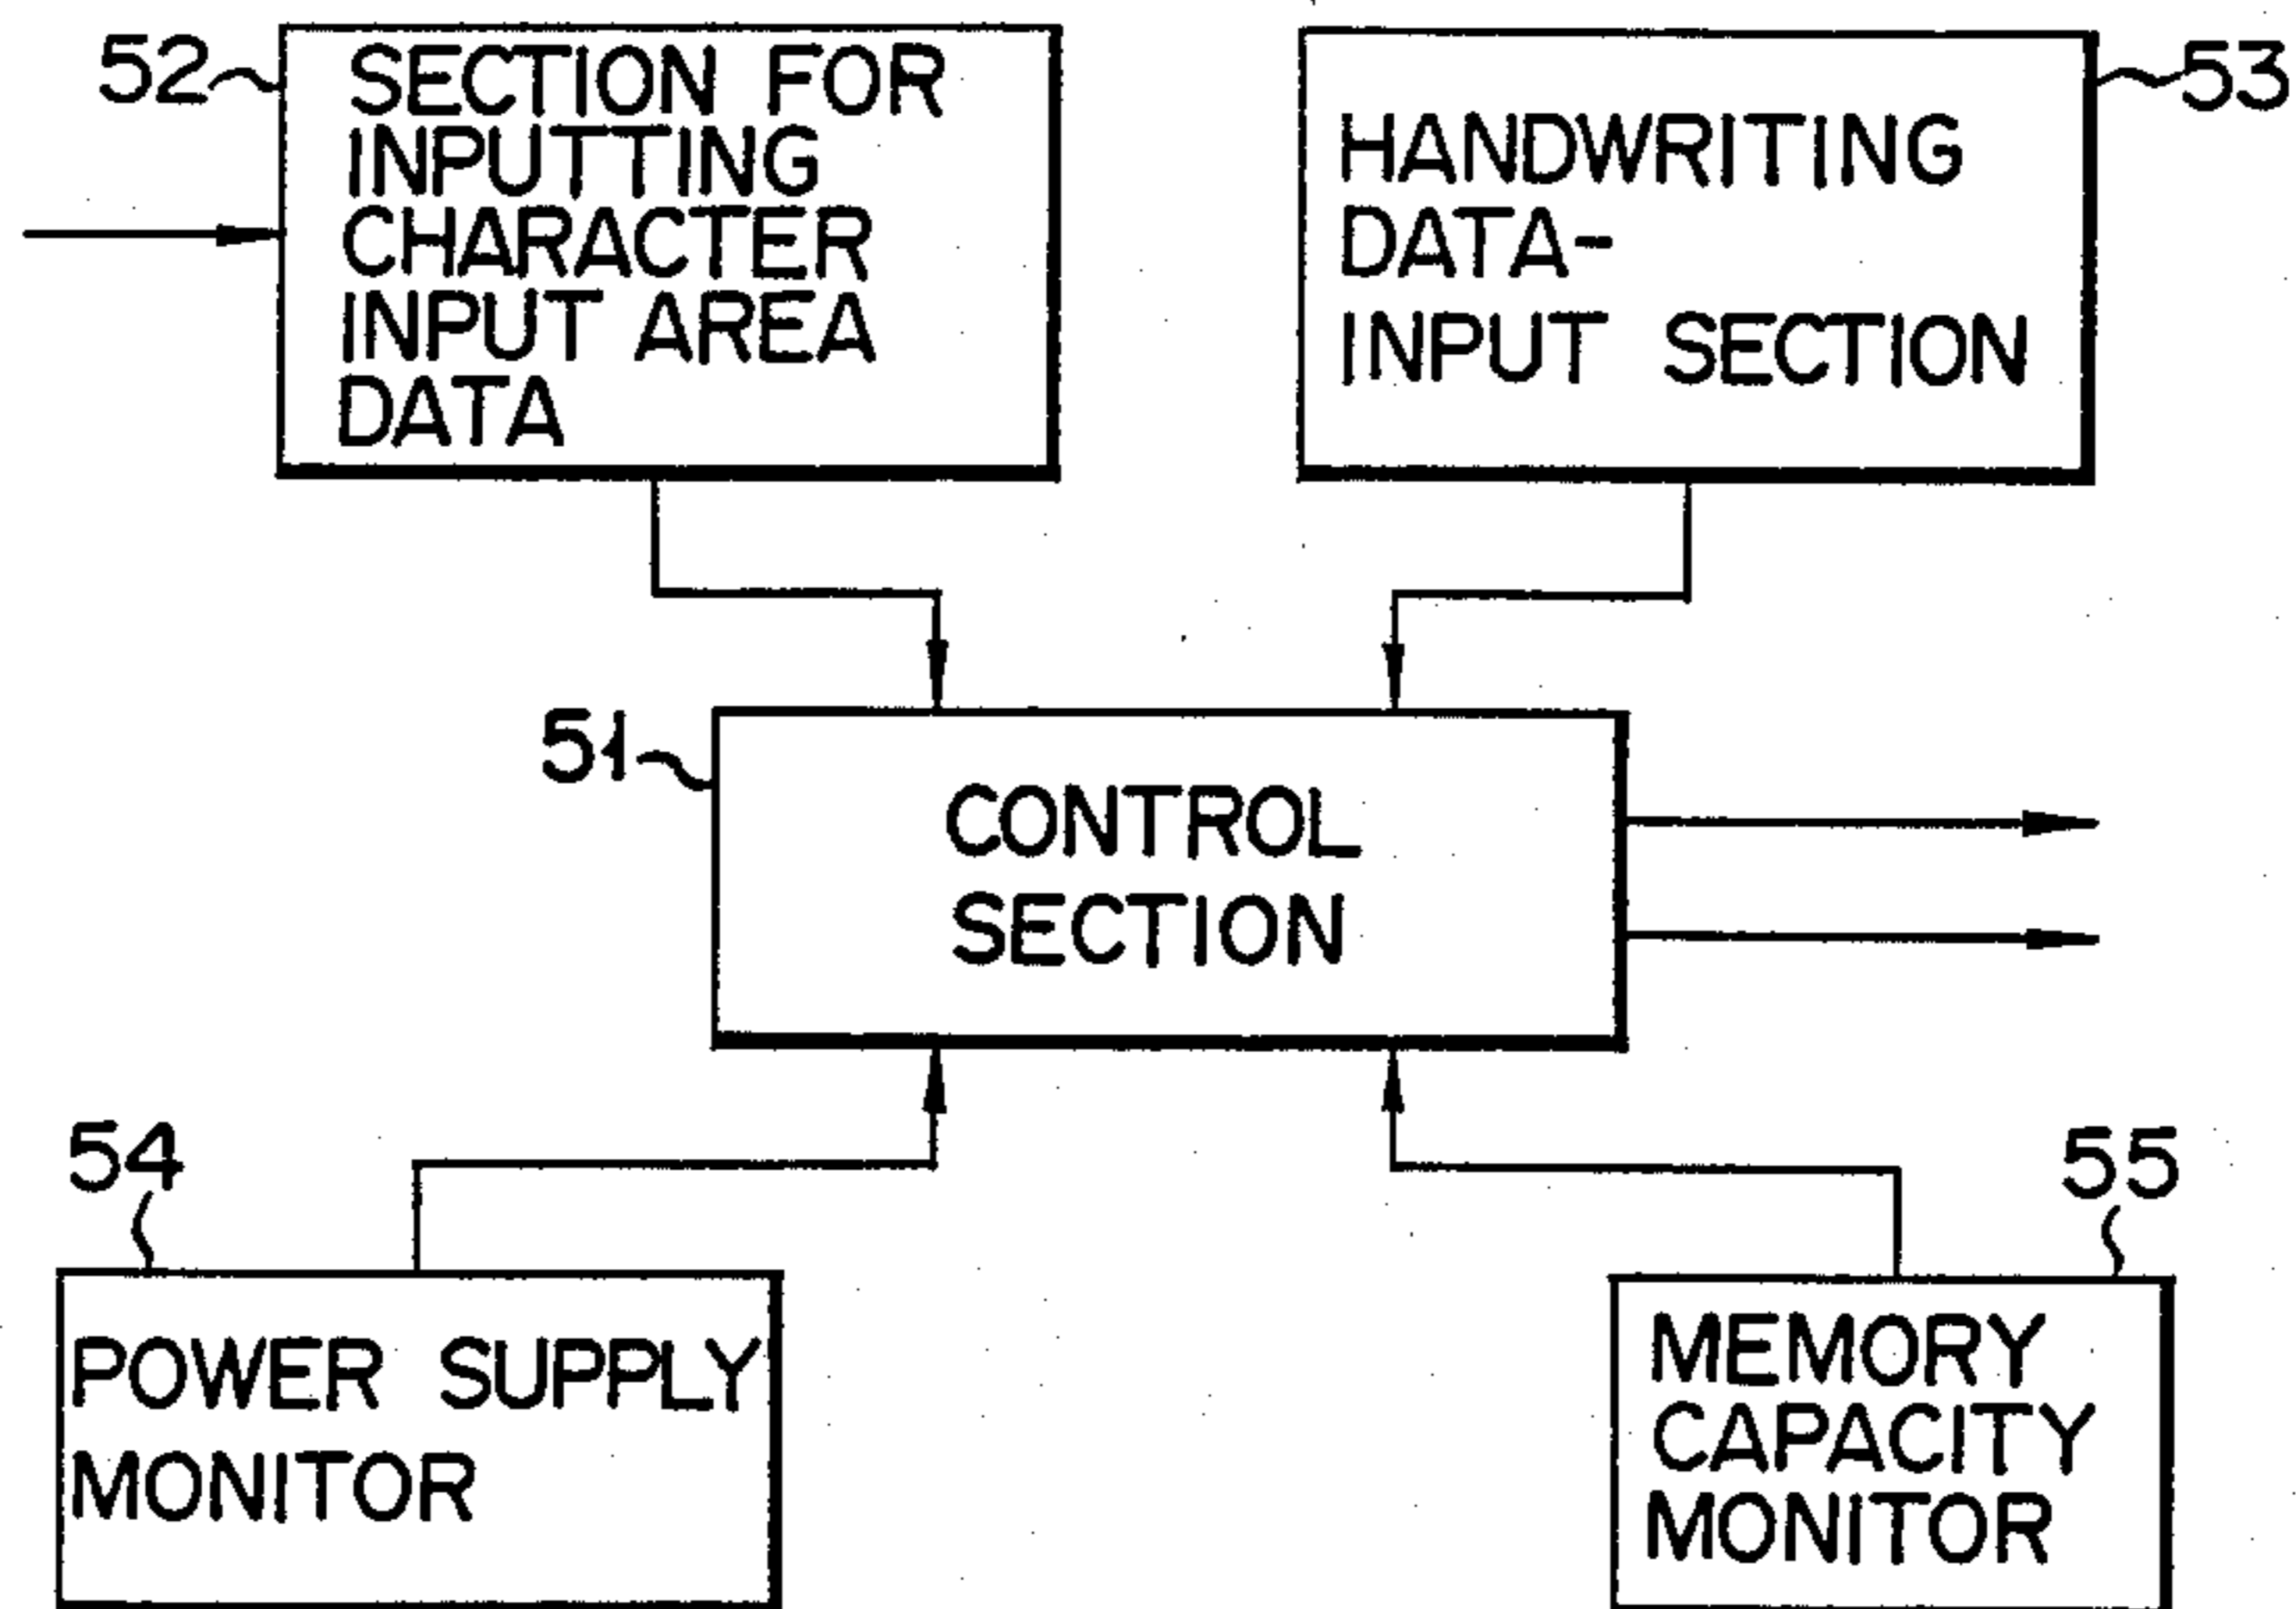 52
SECTION FOR
INPUTTING
CHARACTER
INPUT AREA
DATA
53
HANDWRITING
DATA-
INPUT SECTION
51
CONTROL
SECTION
54
POWER SUPPLY
MONITOR
55
MEMORY
CAPACITY
MONITOR